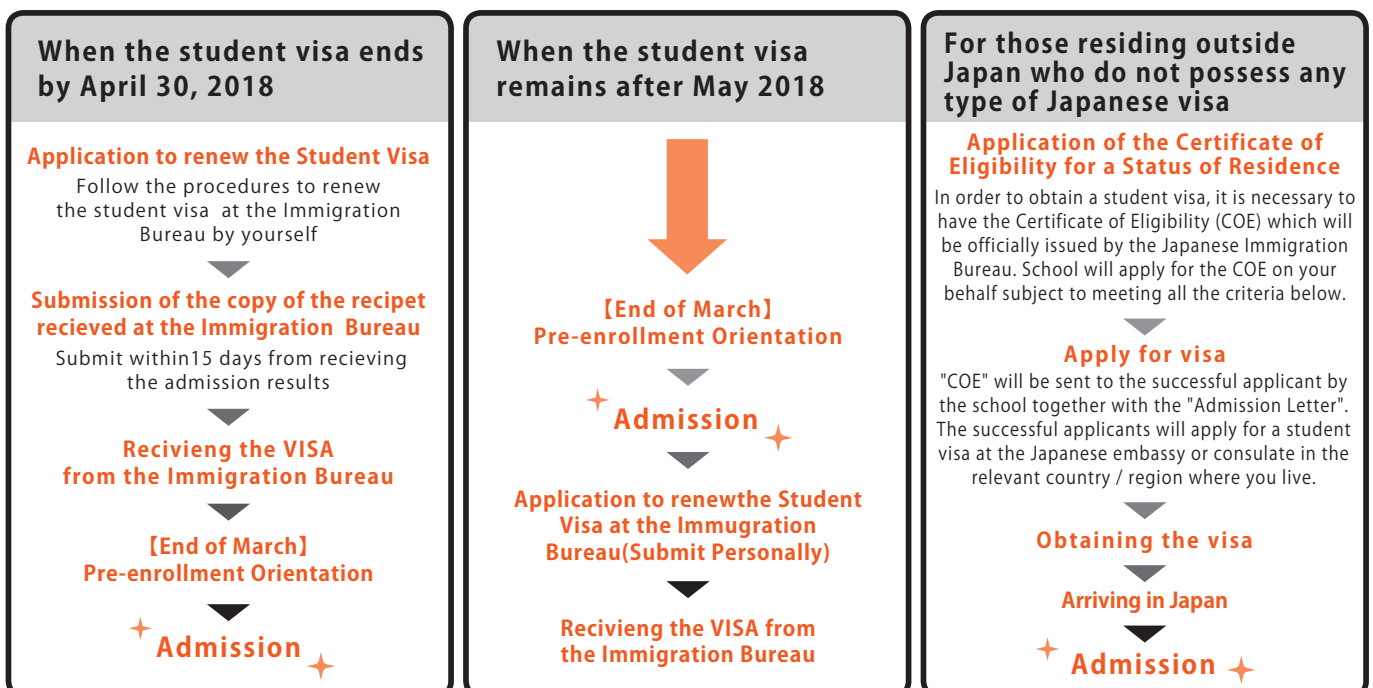 When the student visa ends
by April 30, 2018
Application to renew the Student Visa
Follow the procedures to renew
the student visa at the Immigration
Bureau by yourself
Submission of the copy of the recipet
recieved at the Immigration Bureau
Submit within15 days from recieving
the admission results
Recivieng the VISA
from the Immigration Bureau
【End of March】
Pre-enrollment Orientation
Admission
When the student visa
remains after May 2018
【End of March】
Pre-enrollment Orientation
Admission
Application to renewthe Student
Visa at the Immugration
Bureau(Submit Personally)
Recivieng the VISA from
the Immigration Bureau
For those residing outside
Japan who do not possess any
type of Japanese visa
Application of the Certificate of
Eligibility for a Status of Residence
In order to obtain a student visa, it is necessary to
have the Certificate of Eligibility (COE) which will
be officially issued by the Japanese Immigration
Bureau. School will apply for the COE on your
behalf subject to meeting all the criteria below.
Apply for visa
"COE" will be sent to the successful applicant by
the school together with the "Admission Letter".
The successful applicants will apply for a student
visa at the Japanese embassy or consulate in the
relevant country / region where you live.
Obtaining the visa
Arriving in Japan
Admission